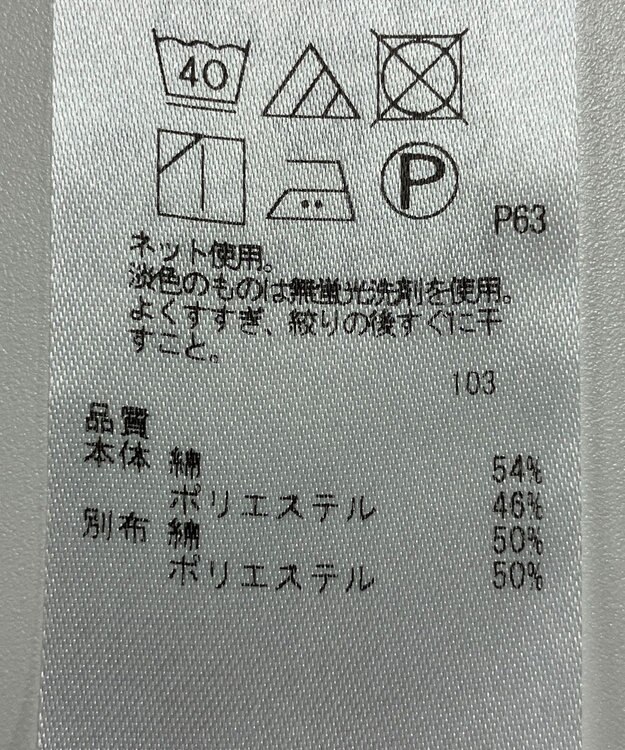 40
P
P63
ネット使用。
淡色のものは無蛍光洗剤を使用。
よくすすぎ、絞りの後すぐに干
すこと。
103
品質
本体 綿 54%
ポリエステル 46%
別布 綿 50%
ポリエステル 50%